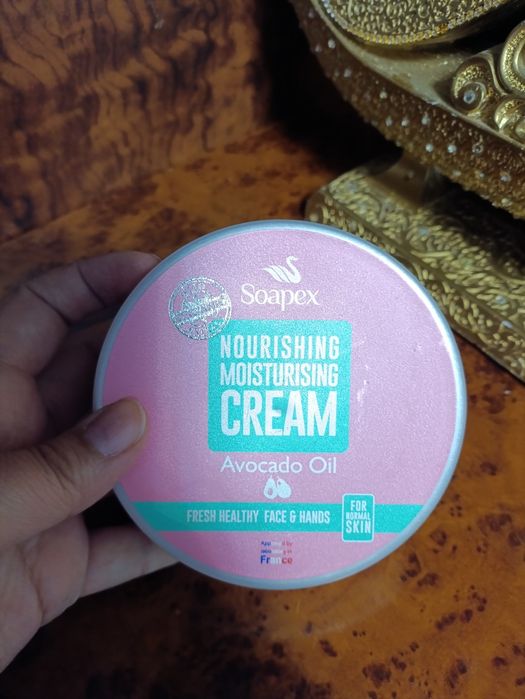 Soapex
NOURISHING
MOISTURISING
CREAM
Avocado Oil
FRESH HEALTHY FACE & HANDS
FOR
NORMAL
SKIN
France